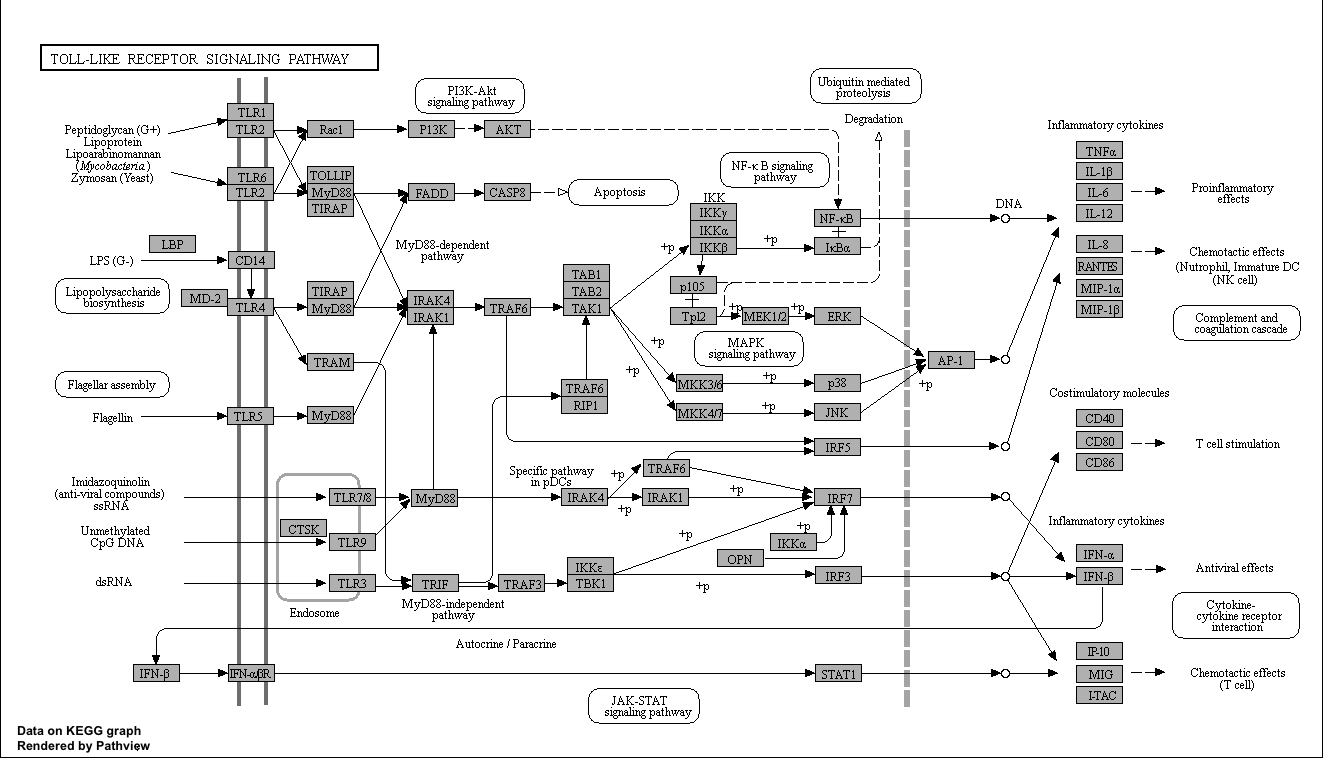 TOLL-LIKE RECEPTOR SIGNALING PATHWAY
PI3K-Akt
signaling pathway
Ubiquitin mediated
proteolysis
Degradation
Inflammatory cytokines
Peptidoglycan (G+)
Lipoprotein
Lipoarabinomannan
(Mycobacteria)
Zymosan (Yeast)
TLR1
TLR2
Rac1
P13K
AKT
TLR6
TLR2
TOLLIP
MyD88
TIRAP
FADD
CASP8
Apoptosis
NF-κ B signaling
pathway
IKK
IKKγ
IKKα
IKKβ
+p
+p
NF-κB
+
IκBα
DNA
TNFα
IL-1β
IL-6
IL-12
Proinflammatory
effects
LBP
LPS (G-)
CD14
MyD88-dependent
pathway
IL-8
RANTES
MIP-1α
MIP-1β
Chemotactic effects
(Nutrophil, Immature DC
(NK cell)
Lipopolysaccharide
biosynthesis
MD-2
TLR4
TIRAP
MyD88
IRAK4
IRAK1
TRAF6
TAB1
TAB2
TAK1
p105
+
Tpl2
+p
MEK1/2
+p
ERK
Complement and
coagulation cascade
MAPK
signaling pathway
TRAM
+p
+p
MKK3/6
+p
p38
MKK4/7
+p
JNK
AP-1
+p
Flagellar assembly
Flagellin
TLR5
MyD88
TRAF6
RIP1
IRF5
Costimulatory molecules
CD40
CD80
CD86
T cell stimulation
Imidazoquinolin
(anti-viral compounds)
ssRNA
TLR7/8
MyD88
Specific pathway
in pDCs
IRAK4
+p
+p
TRAF6
IRAK1
+p
IRF7
Unmethylated
CpG DNA
CTSK
TLR9
+p
+p
IKKα
OPN
Inflammatory cytokines
IFN-α
IFN-β
Antiviral effects
dsRNA
TLR3
Endosome
TRIF
TRAF3
MyD88-independent
pathway
IKKε
TBK1
+p
IRF3
Cytokine-
cytokine receptor
interaction
Autocrine / Paracrine
IFN-β
IFN-α/βR
STAT1
JAK-STAT
signaling pathway
IP-10
MIG
I-TAC
Chemotactic effects
(T cell)
Data on KEGG graph
Rendered by Pathview